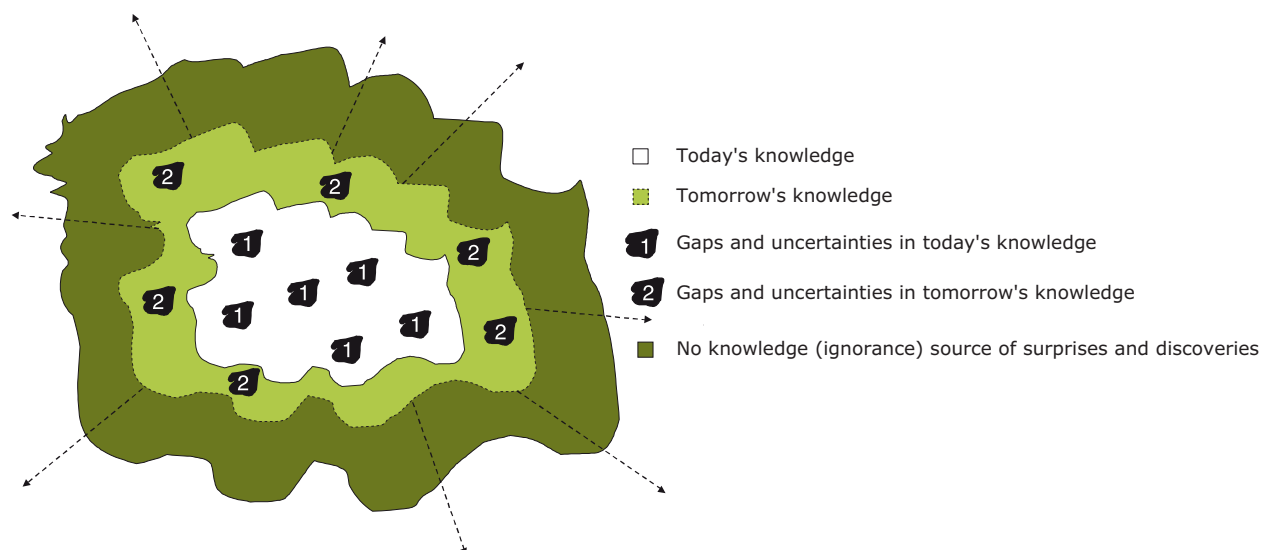 2
2
1
2
1
1
2
1
1
2
1
2
Today's knowledge
Tomorrow's knowledge
1 Gaps and uncertainties in today's knowledge
2 Gaps and uncertainties in tomorrow's knowledge
No knowledge (ignorance) source of surprises and discoveries